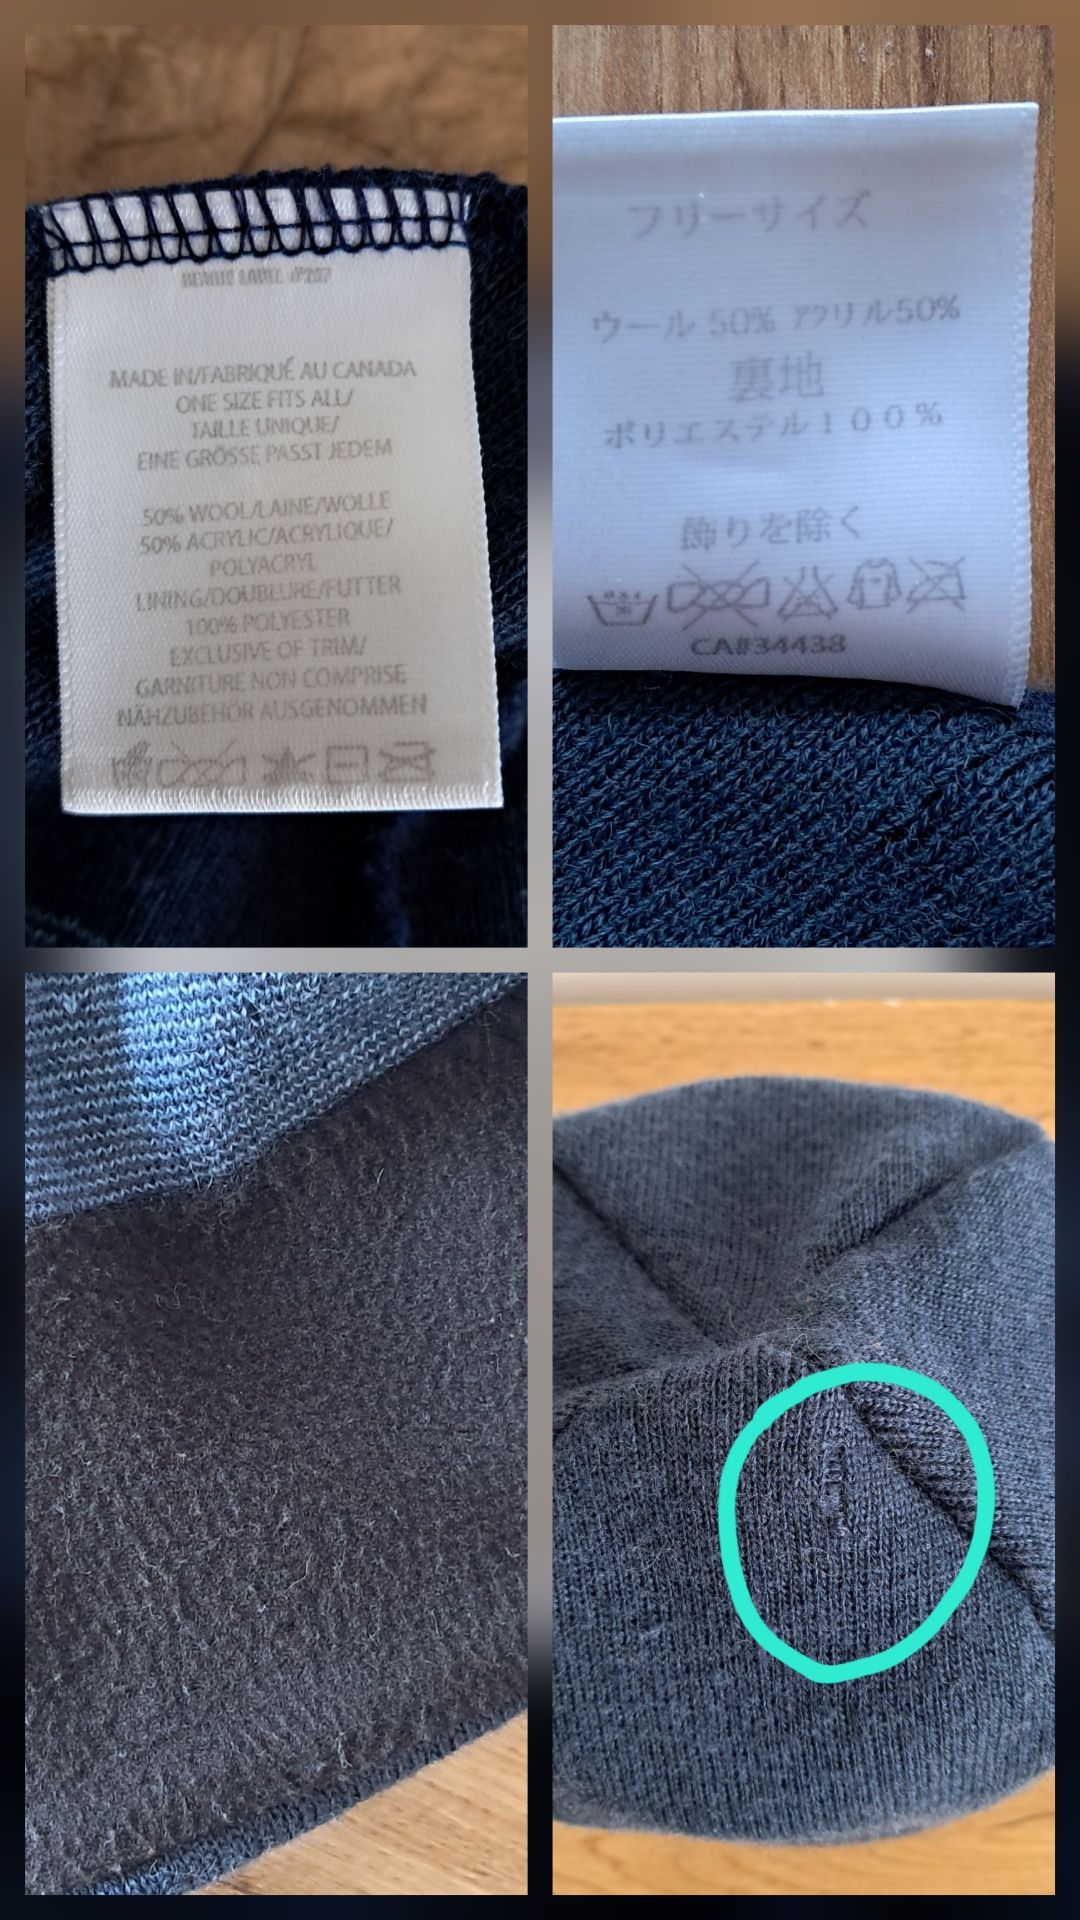 LABEL #207
MADE IN/FABRIQUÉ AU CANADA
ONE SIZE FITS ALL/
TAILLE UNIQUE/
EINE GRÖSSE PASST JEDEM
50% WOOL/LAINE/WOLLE
50% ACRYLIC/ACRYLIQUE/
POLYACRYL
LINING/DOUBLURE/FUTTER
100% POLYESTER
EXCLUSIVE OF TRIM/
GARNITURE NON COMPRISE
NÄHZUBEHÖR AUSGENOMMEN
フリーサイズ
ウール 50% アクリル50%
裏地
ポリエステル100%
飾りを除く
CA#34438